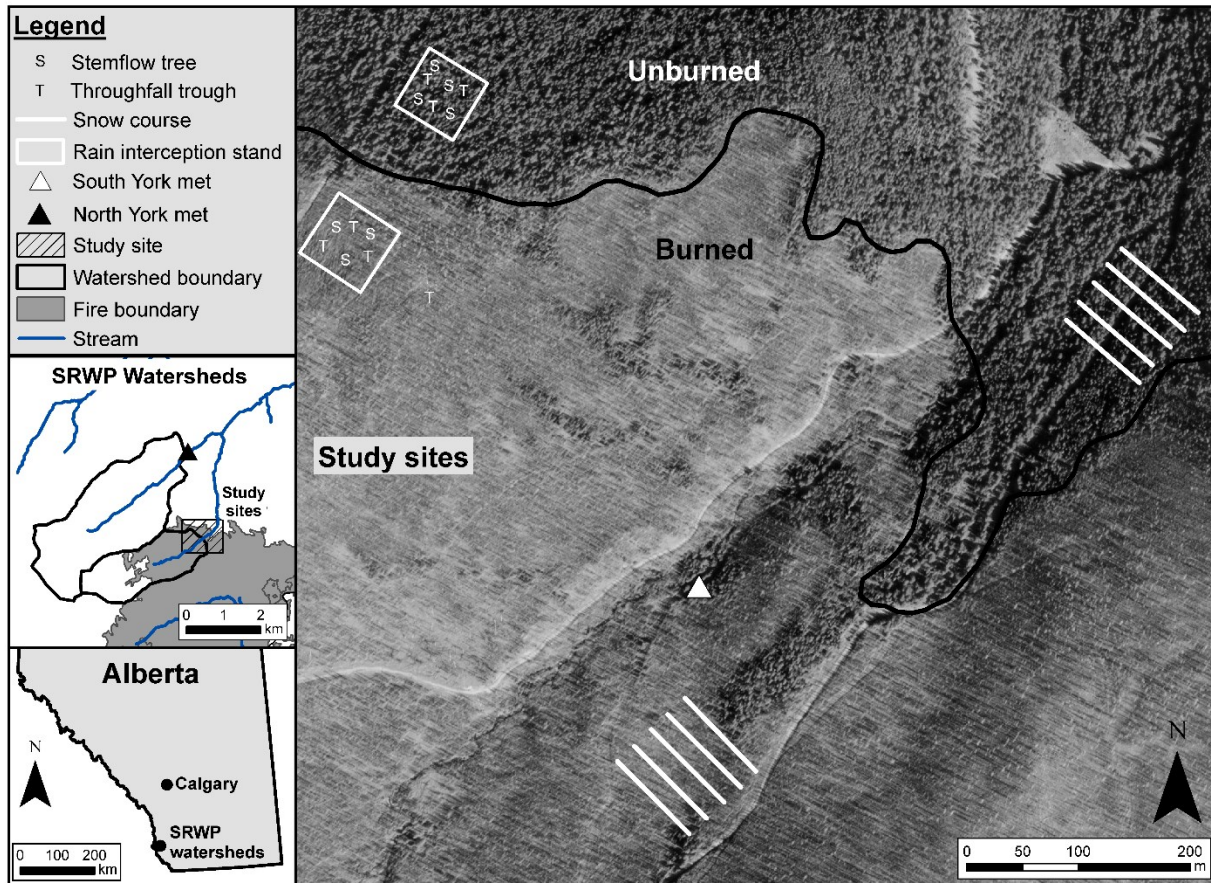 Legend
S Stemflow tree
T Throughfall trough
Snow course
Rain interception stand
South York met
North York met
Study site
Watershed boundary
Fire boundary
Stream
SRWP Watersheds
Study
sites
0 1 2
km
Alberta
N
Calgary
SRWP
watersheds
0 100 200
km
Unburned
S
T S T
S T S
Burned
S T S
T T
S
T
Study sites
N
0 50 100 200
m